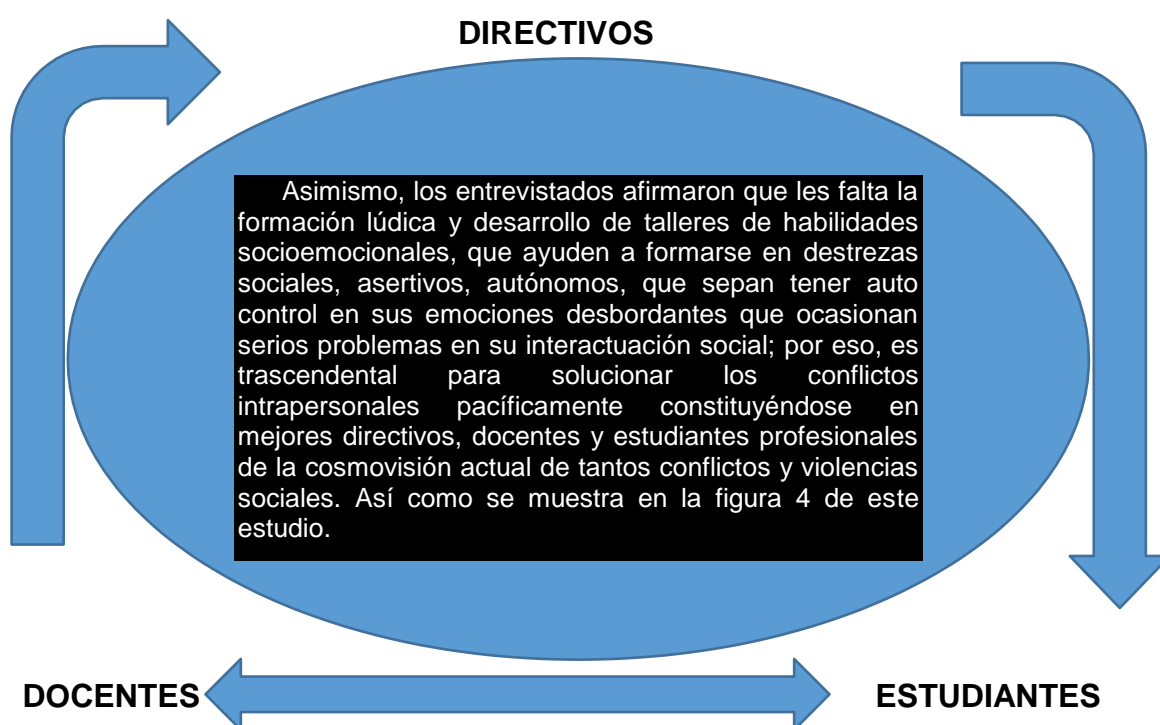 DIRECTIVOS
Asimismo, los entrevistados afirmaron que les falta la
formación lúdica y desarrollo de talleres de habilidades
socioemocionales, que ayuden a formarse en destrezas
sociales, asertivos, autónomos, que sepan tener auto
control en sus emociones desbordantes que ocasionan
serios problemas en su interactuación social; por eso, es
trascendental para solucionar los conflictos
intrapersonales pacíficamente constituyéndose en
mejores directivos, docentes y estudiantes profesionales
de la cosmovisión actual de tantos conflictos y violencias
sociales. Así como se muestra en la figura 4 de este
estudio.
DOCENTES
ESTUDIANTES